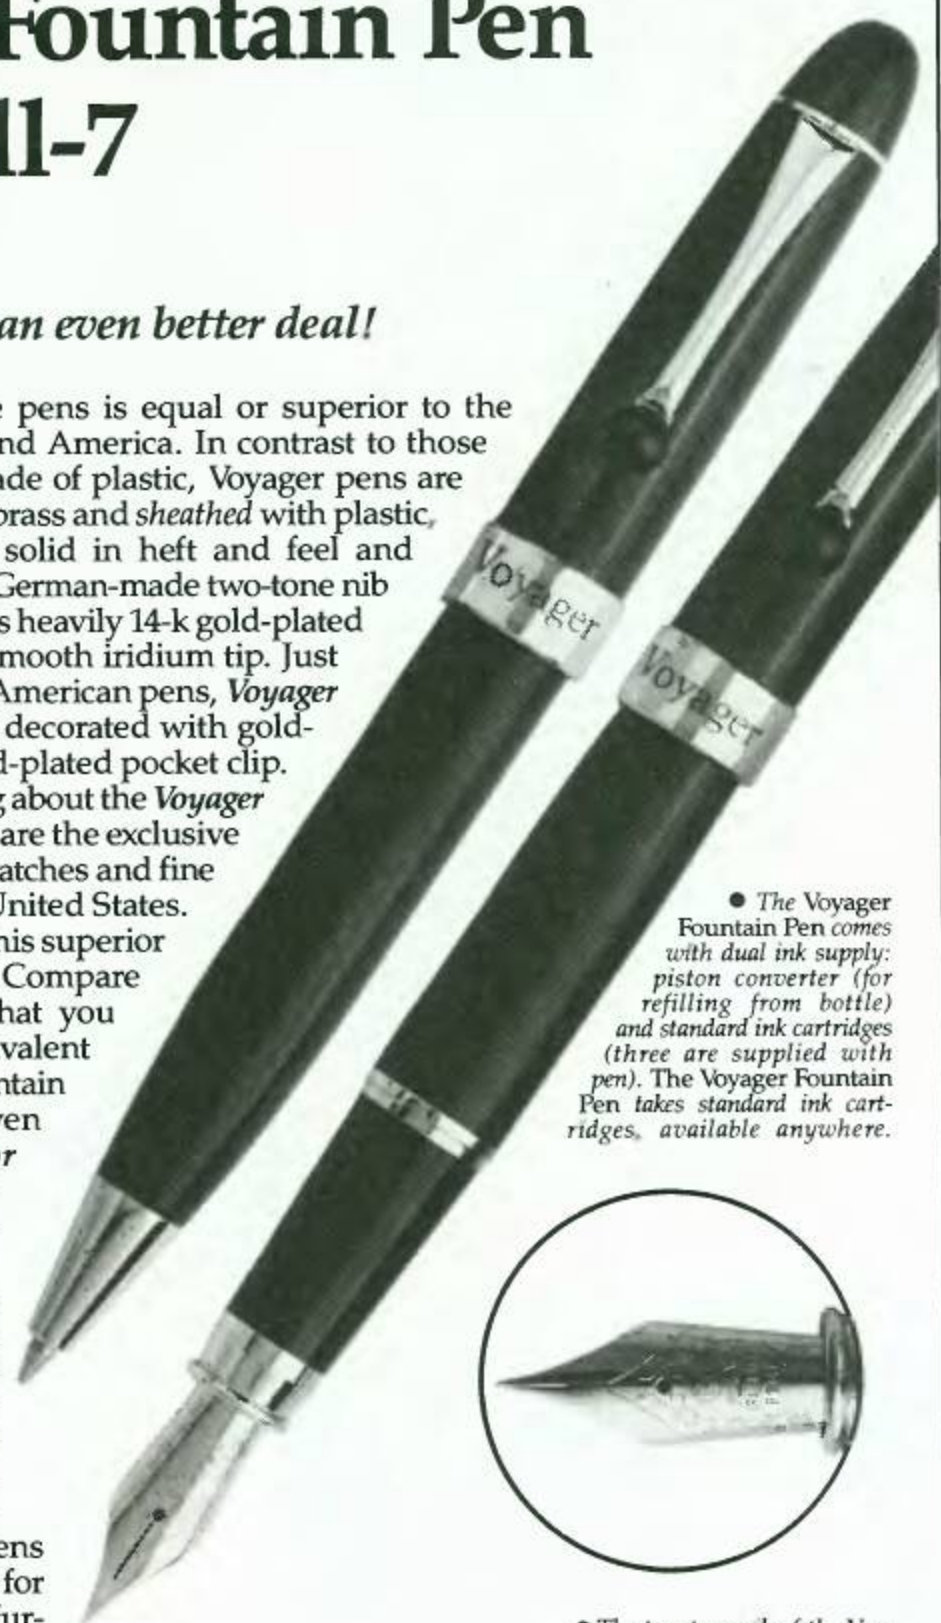 Fountain Pen
ll-7
an even better deal!
pens is equal or superior to the
nd America. In contrast to those
ade of plastic, Voyager pens are
brass and sheathed with plastic,
solid in heft and feel and
German-made two-tone nib
s heavily 14-k gold-plated
mooth iridium tip. Just
American pens, Voyager
decorated with gold-
d-plated pocket clip.
g about the Voyager
are the exclusive
atches and fine
United States.
his superior
Compare
hat you
valent
ntain
en
r
ens
for
fur-
Voyager
Voyager
● The Voyager
Fountain Pen comes
with dual ink supply:
piston converter (for
refilling from bottle)
and standard ink cartridges
(three are supplied with
pen). The Voyager Fountain
Pen takes standard ink cart-
ridges, available anywhere.